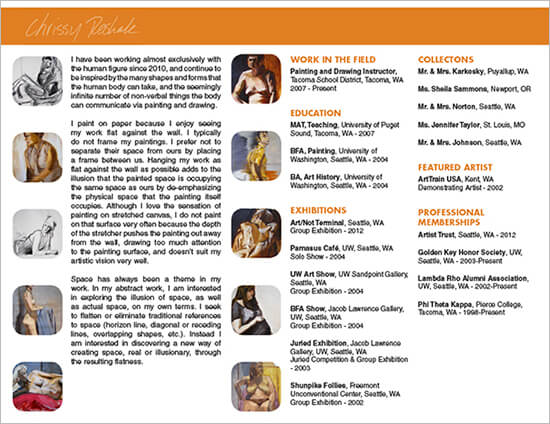 Chrissy Peshak
I have been working almost exclusively with
the human figure since 2010, and continue to
be inspired by the many shapes and forms that
the human body can take, and the seemingly
infinite number of non-verbal things the body
can communicate via painting and drawing.
I paint on paper because I enjoy seeing
my work flat against the wall. I typically
do not frame my paintings. I prefer not to
separate their space from ours by placing
a frame between us. Hanging my work as
flat against the wall as possible adds to the
illusion that the painted space is occupying
the same space as ours by de-emphasizing
the physical space that the painting itself
occupies. Although I love the sensation of
painting on stretched canvas, I do not paint
on that surface very often because the depth
of the stretcher pushes the painting out away
from the wall, drawing too much attention
to the painting surface, and doesn't suit my
artistic vision very well.
Space has always been a theme in my
work. In my abstract work, I am interested
in exploring the illusion of space, as well
as actual space, on my own terms. I seek
to flatten or eliminate traditional references
to space (horizon line, diagonal or receding
lines, overlapping shapes, etc.). Instead I
am interested in discovering a new way of
creating space, real or illusionary, through
the resulting flatness.
WORK IN THE FIELD
Painting and Drawing Instructor,
Tacoma School District, Tacoma, WA
2007 - Present
EDUCATION
MAT, Teaching, University of Puget
Sound, Tacoma, WA - 2007
BFA, Painting, University of
Washington, Seattle, WA - 2004
BA, Art History, University of
Washington, Seattle, WA - 2004
EXHIBITIONS
Art/Not Terminal, Seattle, WA
Group Exhibition - 2012
Parnasus Café, UW, Seattle, WA
Solo Show - 2004
UW Art Show, UW Sandpoint Gallery,
Seattle, WA
Group Exhibition - 2004
BFA Show, Jacob Lawrence Gallery,
UW, Seattle, WA
Group Exhibition - 2004
Juried Exhibition, Jacob Lawrence
Gallery, UW, Seattle, WA
Juried Competition & Group Exhibition
- 2003
Shunpike Follies, Freemont
Unconventional Center, Seattle, WA
Group Exhibition - 2002
COLLECTONS
Mr. & Mrs. Karkosky, Puyallup, WA
Ms. Sheila Sammons, Newport, OR
Mr. & Mrs. Norton, Seattle, WA
Ms. Jennifer Taylor, St. Louis, MO
Mr. & Mrs. Johnson, Seattle, WA
FEATURED ARTIST
ArtTrain USA, Kent, WA
Demonstrating Artist - 2002
PROFESSIONAL
MEMBERSHIPS
Artist Trust, Seattle, WA - 2012
Golden Key Honor Society, UW,
Seattle, WA - 2003-Present
Lambda Rho Alumni Association,
UW, Seattle, WA - 2002-Present
Phi Theta Kappa, Pierce College,
Tacoma, WA - 1998-Present